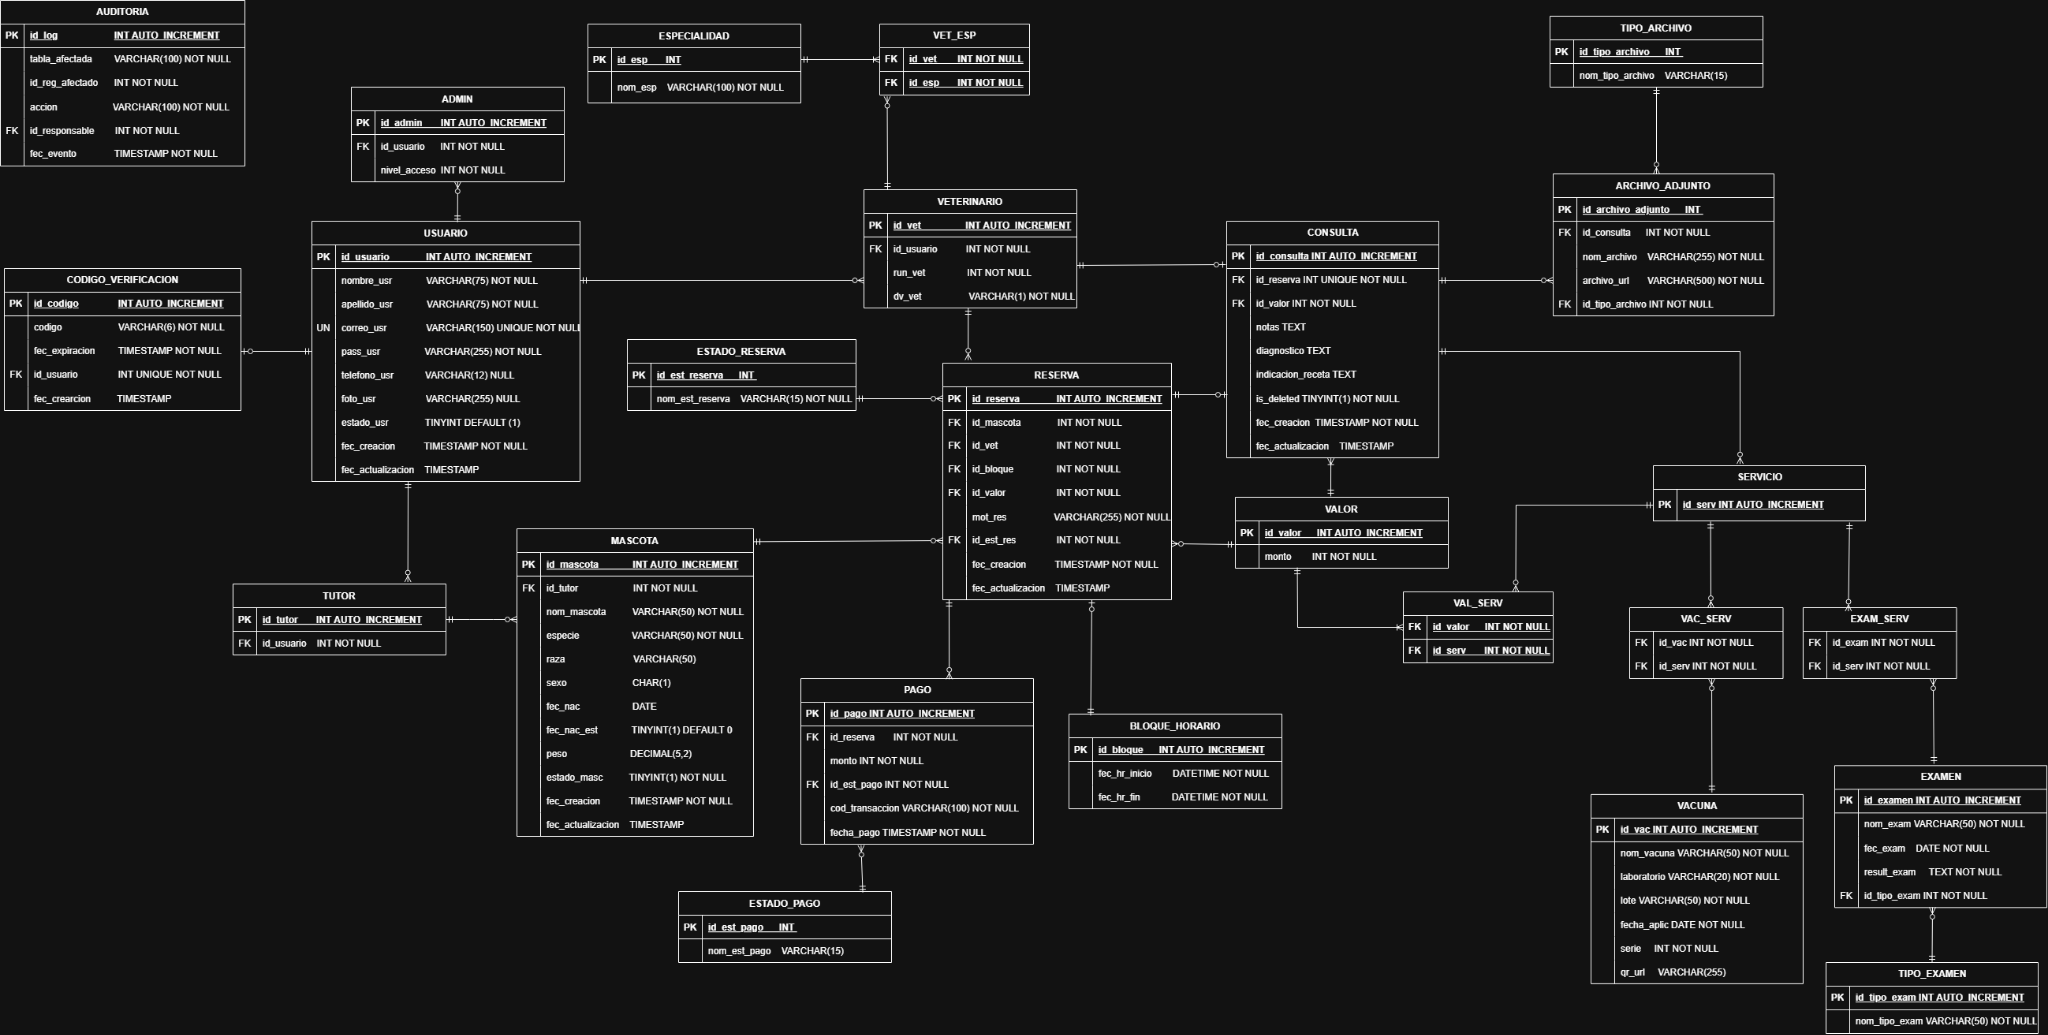 AUDITORIA
PK id_log INT AUTO_INCREMENT
tabla_afectada VARCHAR(100) NOT NULL
id_reg_afectado INT NOT NULL
accion VARCHAR(100) NOT NULL
FK id_responsable INT NOT NULL
fec_evento TIMESTAMP NOT NULL
ADMIN
PK id_admin INT AUTO_INCREMENT
FK id_usuario INT NOT NULL
nivel_acceso INT NOT NULL
ESPECIALIDAD
PK id_esp INT
nom_esp VARCHAR(100) NOT NULL
VET_ESP
FK id_vet INT NOT NULL
FK id_esp INT NOT NULL
TIPO_ARCHIVO
PK id_tipo_archivo INT
nom_tipo_archivo VARCHAR(15)
CODIGO_VERIFICACION
PK id_codigo INT AUTO_INCREMENT
codigo VARCHAR(6) NOT NULL
fec_expiracion TIMESTAMP NOT NULL
FK id_usuario INT UNIQUE NOT NULL
fec_crearcion TIMESTAMP
USUARIO
PK id_usuario INT AUTO_INCREMENT
nombre_usr VARCHAR(75) NOT NULL
apellido_usr VARCHAR(75) NOT NULL
UN correo_usr VARCHAR(150) UNIQUE NOT NULL
pass_usr VARCHAR(255) NOT NULL
telefono_usr VARCHAR(12) NULL
foto_usr VARCHAR(255) NULL
estado_usr TINYINT DEFAULT (1)
fec_creacion TIMESTAMP NOT NULL
fec_actualizacion TIMESTAMP
VETERINARIO
PK id_vet INT AUTO_INCREMENT
FK id_usuario INT NOT NULL
run_vet INT NOT NULL
dv_vet VARCHAR(1) NOT NULL
CONSULTA
PK id_consulta INT AUTO_INCREMENT
FK id_reserva INT UNIQUE NOT NULL
FK id_valor INT NOT NULL
notas TEXT
diagnostico TEXT
indicacion_receta TEXT
is_deleted TINYINT(1) NOT NULL
fec_creacion TIMESTAMP NOT NULL
fec_actualizacion TIMESTAMP
ARCHIVO_ADJUNTO
PK id_archivo_adjunto INT
FK id_consulta INT NOT NULL
nom_archivo VARCHAR(255) NOT NULL
archivo_url VARCHAR(500) NOT NULL
FK id_tipo_archivo INT NOT NULL
ESTADO_RESERVA
PK id_est_reserva INT
nom_est_reserva VARCHAR(15) NOT NULL
RESERVA
PK id_reserva INT AUTO_INCREMENT
FK id_mascota INT NOT NULL
FK id_vet INT NOT NULL
FK id_bloque INT NOT NULL
FK id_valor INT NOT NULL
mot_res VARCHAR(255) NOT NULL
FK id_est_res INT NOT NULL
fec_creacion TIMESTAMP NOT NULL
fec_actualizacion TIMESTAMP
SERVICIO
PK id_serv INT AUTO_INCREMENT
VALOR
PK id_valor INT AUTO_INCREMENT
monto INT NOT NULL
TUTOR
PK id_tutor INT AUTO_INCREMENT
FK id_usuario INT NOT NULL
MASCOTA
PK id_mascota INT AUTO_INCREMENT
FK id_tutor INT NOT NULL
nom_mascota VARCHAR(50) NOT NULL
especie VARCHAR(50) NOT NULL
raza VARCHAR(50)
sexo CHAR(1)
fec_nac DATE
fec_nac_est TINYINT(1) DEFAULT 0
peso DECIMAL(5,2)
estado_masc TINYINT(1) NOT NULL
fec_creacion TIMESTAMP NOT NULL
fec_actualizacion TIMESTAMP
VAL_SERV
FK id_valor INT NOT NULL
FK id_serv INT NOT NULL
VAC_SERV
FK id_vac INT NOT NULL
FK id_serv INT NOT NULL
EXAM_SERV
FK id_exam INT NOT NULL
FK id_serv INT NOT NULL
PAGO
PK id_pago INT AUTO_INCREMENT
FK id_reserva INT NOT NULL
monto INT NOT NULL
FK id_est_pago INT NOT NULL
cod_transaccion VARCHAR(100) NOT NULL
fecha_pago TIMESTAMP NOT NULL
BLOQUE_HORARIO
PK id_bloque INT AUTO_INCREMENT
fec_hr_inicio DATETIME NOT NULL
fec_hr_fin DATETIME NOT NULL
VACUNA
PK id_vac INT AUTO_INCREMENT
nom_vacuna VARCHAR(50) NOT NULL
laboratorio VARCHAR(20) NOT NULL
lote VARCHAR(50) NOT NULL
fecha_aplic DATE NOT NULL
serie INT NOT NULL
qr_url VARCHAR(255)
EXAMEN
PK id_examen INT AUTO_INCREMENT
nom_exam VARCHAR(50) NOT NULL
fec_exam DATE NOT NULL
result_exam TEXT NOT NULL
FK id_tipo_exam INT NOT NULL
ESTADO_PAGO
PK id_est_pago INT
nom_est_pago VARCHAR(15)
TIPO_EXAMEN
PK id_tipo_exam INT AUTO_INCREMENT
nom_tipo_exam VARCHAR(50) NOT NULL